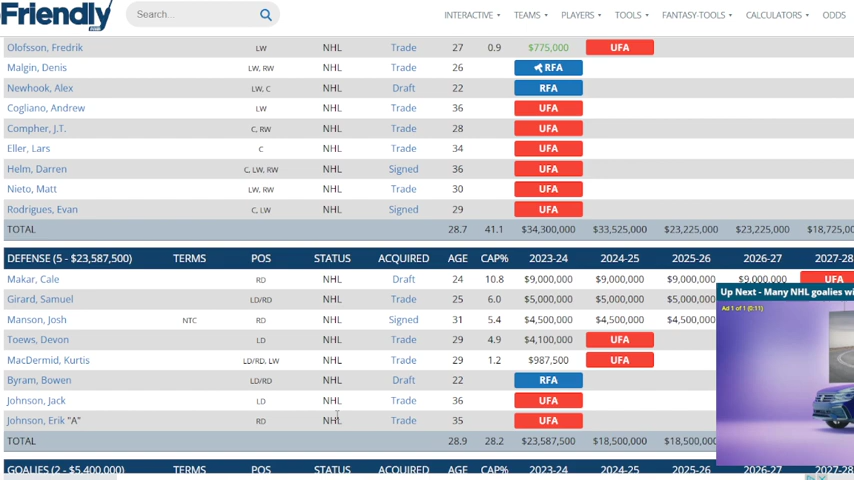 Friendly Search... INTERACTIVE TEAMS PLAYERS TOOLS FANTASY-TOOLS CALCULATORS ODDS
Olofsson, Fredrik LW NHL Trade 27 0.9 $775,000 UFA
Malgin, Denis LW, RW NHL Trade 26 RFA
Newhook, Alex LW, C NHL Draft 22 RFA
Cogliano, Andrew LW NHL Trade 36 UFA
Compher, J.T. C, RW NHL Trade 28 UFA
Eller, Lars C NHL Trade 34 UFA
Helm, Darren C, LW, RW NHL Signed 36 UFA
Nieto, Matt LW, RW NHL Trade 30 UFA
Rodrigues, Evan C, LW NHL Signed 29 UFA
TOTAL 28.7 41.1 $34,300,000 $33,525,000 $23,225,000 $23,225,000 $18,725,00
DEFENSE (5 - $23,587,500) TERMS POS STATUS ACQUIRED AGE CAP% 2023-24 2024-25 2025-26 2026-27 2027-28
Makar, Cale RD NHL Draft 24 10.8 $9,000,000 $9,000,000 $9,000,000 $9,000,000 UFA
Girard, Samuel LD/RD NHL Trade 25 6.0 $5,000,000 $5,000,000 $5,000,000
Manson, Josh NTC RD NHL Signed 31 5.4 $4,500,000 $4,500,000 $4,500,000
Toews, Devon LD NHL Trade 29 4.9 $4,100,000 UFA
MacDermid, Kurtis LD/RD, LW NHL Trade 29 1.2 $987,500 UFA
Byram, Bowen LD/RD NHL Draft 22 RFA
Johnson, Jack LD NHL Trade 36 UFA
Johnson, Erik "A" RD NHL Trade 35 UFA
TOTAL 28.9 28.2 $23,587,500 $18,500,000 $18,500,00
GOALIES (2 - $5,400,000) TERMS POS STATUS ACQUIRED AGE CAP% 2023-24 2024-25 2025-26
Up Next - Many NHL goalies wi
Ad 1 of 1 (0:11)